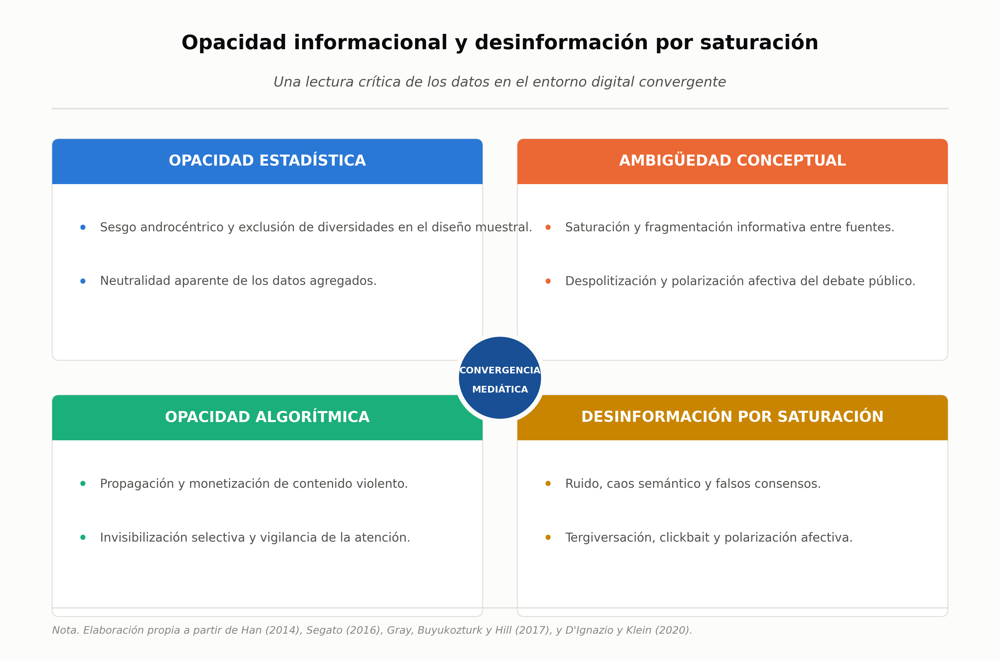 Opacidad informacional y desinformación por saturación
Una lectura crítica de los datos en el entorno digital convergente
OPACIDAD ESTADÍSTICA
• Sesgo androcéntrico y exclusión de diversidades en el diseño muestral.
• Neutralidad aparente de los datos agregados.
AMBIGÜEDAD CONCEPTUAL
• Saturación y fragmentación informativa entre fuentes.
• Despolitización y polarización afectiva del debate público.
CONVERGENCIA
MEDIÁTICA
OPACIDAD ALGORÍTMICA
• Propagación y monetización de contenido violento.
• Invisibilización selectiva y vigilancia de la atención.
DESINFORMACIÓN POR SATURACIÓN
• Ruido, caos semántico y falsos consensos.
• Tergiversación, clickbait y polarización afectiva.
Nota. Elaboración propia a partir de Han (2014), Segato (2016), Gray, Buyukozturk y Hill (2017), y D'Ignazio y Klein (2020).